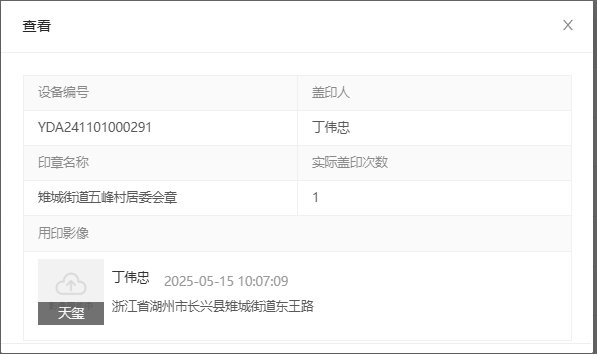 查看
设备编号
盖印人
YDA241101000291
丁伟忠
印章名称
实际盖印次数
雉城街道五峰村居委会章
1
用印影像
丁伟忠
2025-05-15 10:07:09
天玺
浙江省湖州市长兴县雉城街道东王路